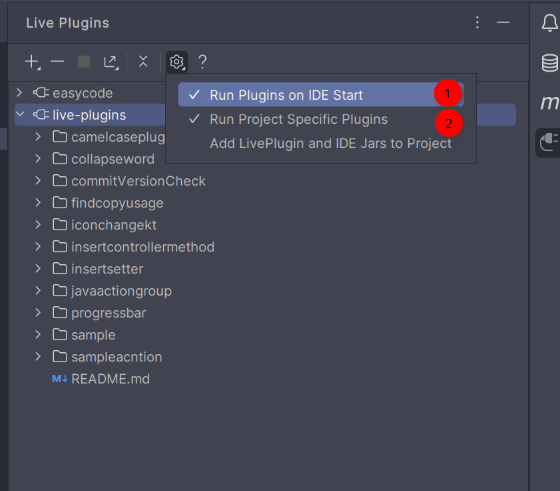 Live Plugins
?
easycode
Run Plugins on IDE Start 1
live-plugins
Run Project Specific Plugins 2
camelcaseplug
Add LivePlugin and IDE Jars to Project
collapseword
commitVersionCheck
findcopyusage
iconchangekt
insertcontrollermethod
insertsetter
javaactiongroup
progressbar
sample
sampleacntion
M↓ README.md
m